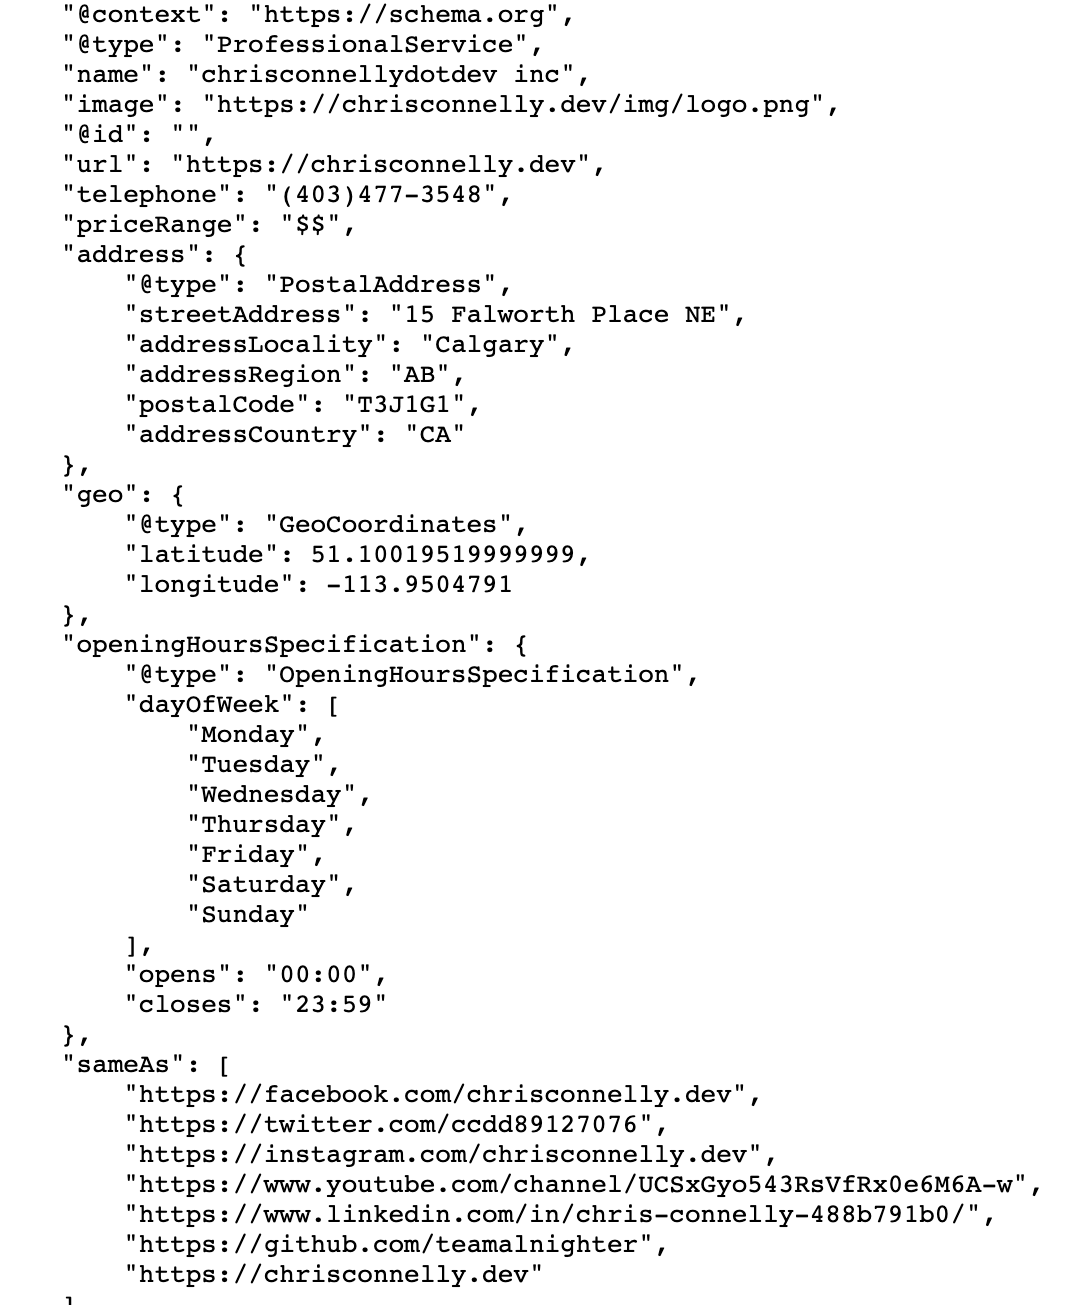 "@context": "https://schema.org",
"@type": "ProfessionalService",
"name": "chrisconnellydotdev inc",
"image": "https://chrisconnelly.dev/img/logo.png",
"@id": "",
"url": "https://chrisconnelly.dev",
"telephone": "(403)477-3548",
"priceRange": "$$",
"address": {
"@type": "PostalAddress",
"streetAddress": "15 Falworth Place NE",
"addressLocality": "Calgary",
"addressRegion": "AB",
"postalCode": "T3J1G1",
"addressCountry": "CA"
},
"geo": {
"@type": "GeoCoordinates",
"latitude": 51.10019519999999,
"longitude": -113.9504791
},
"openingHoursSpecification": {
"@type": "OpeningHoursSpecification",
"dayOfWeek": [
"Monday",
"Tuesday",
"Wednesday",
"Thursday",
"Friday",
"Saturday",
"Sunday"
],
"opens": "00:00",
"closes": "23:59"
},
"sameAs": [
"https://facebook.com/chrisconnelly.dev",
"https://twitter.com/ccdd89127076",
"https://instagram.com/chrisconnelly.dev",
"https://www.youtube.com/channel/UCSxGyo543RsVfRx0e6M6A-w",
"https://www.linkedin.com/in/chris-connelly-488b791b0/",
"https://github.com/teamalnighter",
"https://chrisconnelly.dev"
]